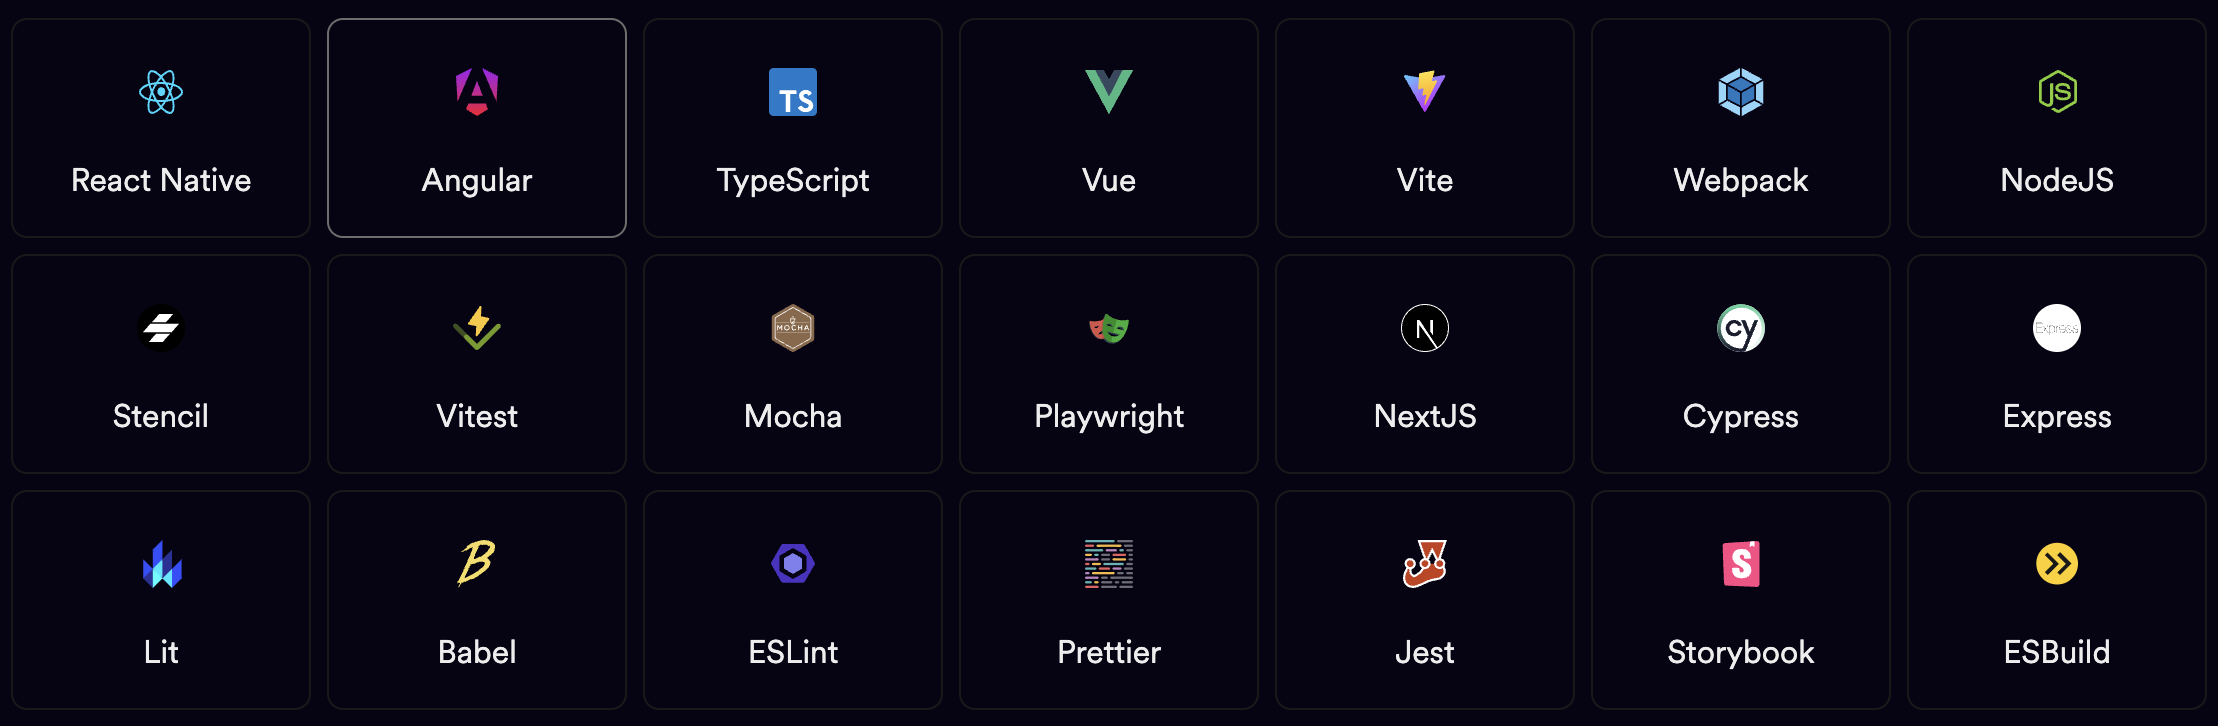 TS
JS
React Native
Angular
TypeScript
Vue
Vite
Webpack
NodeJS
MOCHA
N
cy
Express
Stencil
Vitest
Mocha
Playwright
NextJS
Cypress
Express
B
S
Lit
Babel
ESLint
Prettier
Jest
Storybook
ESBuild